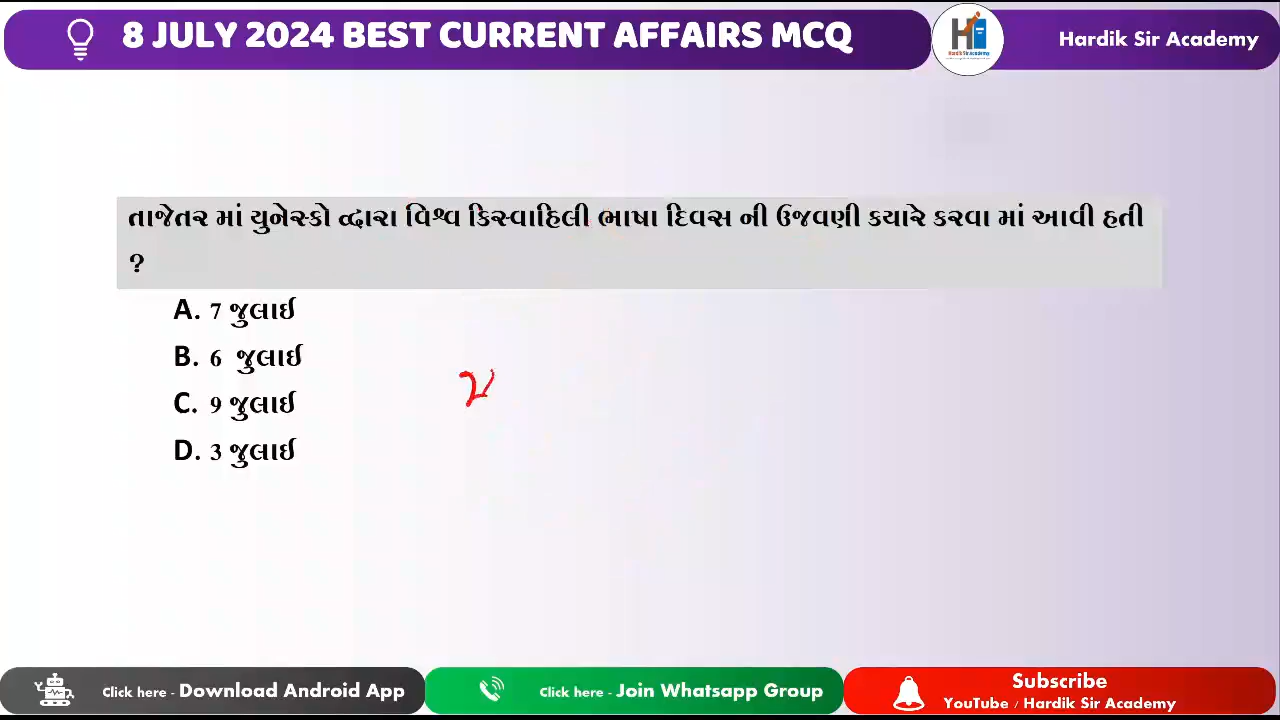 8 JULY 2024 BEST CURRENT AFFAIRS MCQ
Hardik Sir Academy
તાજેતર માં યુનેસ્કો દ્વારા વિશ્વ કિસ્વાહિલી ભાષા દિવસ ની ઉજવણી કયારે કરવા માં આવી હતી
?
A. 7 જુલાઈ
B. 6 જુલાઈ
C. 9 જુલાઈ
D. 3 જુલાઈ
Click here - Download Android App
Click here - Join Whatsapp Group
Subscribe
YouTube / Hardik Sir Academy